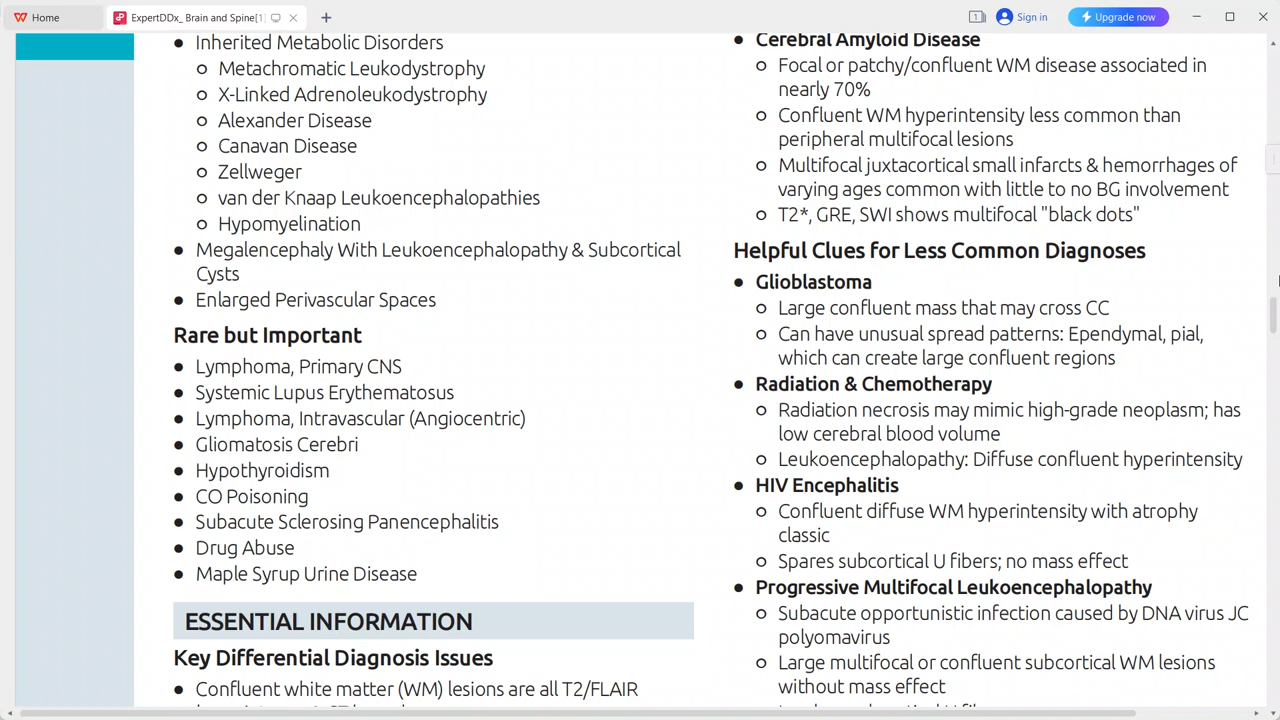 Home
ExpertDDx_ Brain and Spine[1]
1
Sign in
Upgrade now
• Inherited Metabolic Disorders
o Metachromatic Leukodystrophy
o X-Linked Adrenoleukodystrophy
o Alexander Disease
o Canavan Disease
o Zellweger
o van der Knaap Leukoencephalopathies
o Hypomyelination
• Megalencephaly With Leukoencephalopathy & Subcortical
Cysts
• Enlarged Perivascular Spaces
Rare but Important
• Lymphoma, Primary CNS
• Systemic Lupus Erythematosus
• Lymphoma, Intravascular (Angiocentric)
• Gliomatosis Cerebri
• Hypothyroidism
• CO Poisoning
• Subacute Sclerosing Panencephalitis
• Drug Abuse
• Maple Syrup Urine Disease
ESSENTIAL INFORMATION
Key Differential Diagnosis Issues
• Confluent white matter (WM) lesions are all T2/FLAIR
• Cerebral Amyloid Disease
o Focal or patchy/confluent WM disease associated in
nearly 70%
o Confluent WM hyperintensity less common than
peripheral multifocal lesions
o Multifocal juxtacortical small infarcts & hemorrhages of
varying ages common with little to no BG involvement
o T2*, GRE, SWI shows multifocal "black dots"
Helpful Clues for Less Common Diagnoses
• Glioblastoma
o Large confluent mass that may cross CC
o Can have unusual spread patterns: Ependymal, pial,
which can create large confluent regions
• Radiation & Chemotherapy
o Radiation necrosis may mimic high-grade neoplasm; has
low cerebral blood volume
o Leukoencephalopathy: Diffuse confluent hyperintensity
• HIV Encephalitis
o Confluent diffuse WM hyperintensity with atrophy
classic
o Spares subcortical U fibers; no mass effect
• Progressive Multifocal Leukoencephalopathy
o Subacute opportunistic infection caused by DNA virus JC
polyomavirus
o Large multifocal or confluent subcortical WM lesions
without mass effect